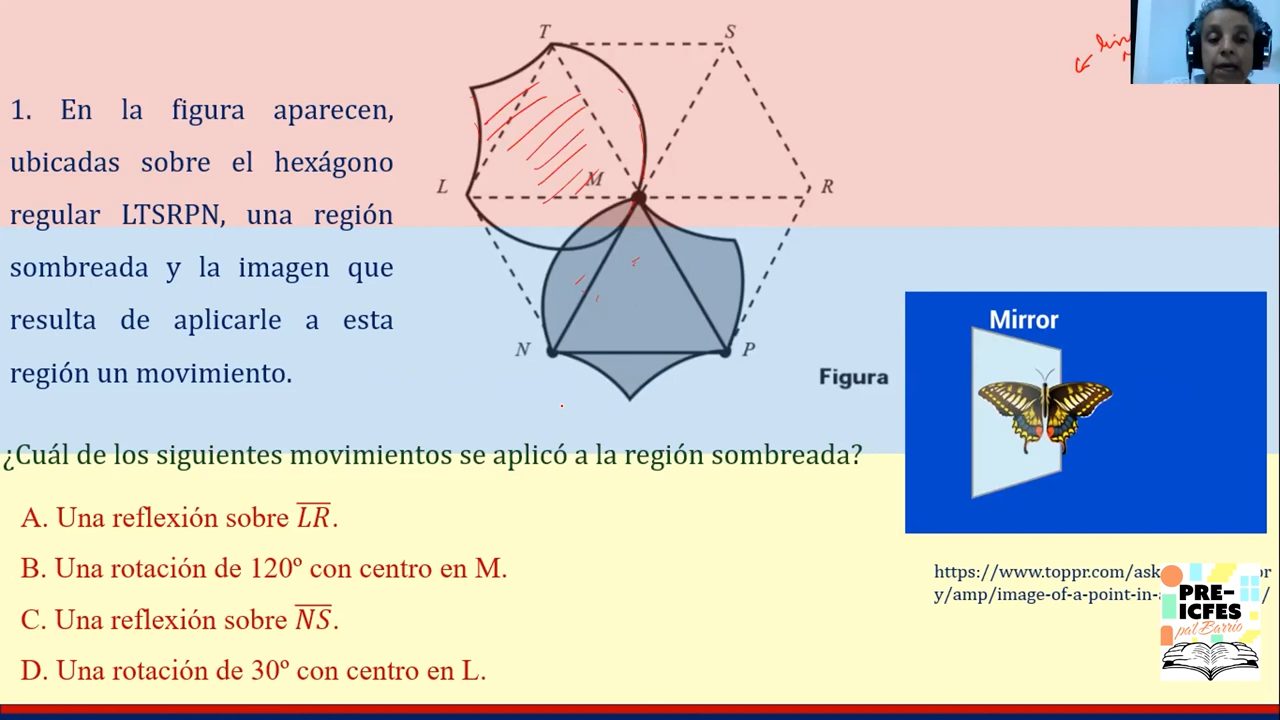 T
S
1. En la figura aparecen,
ubicadas sobre el hexágono
regular LTSRPN, una región
sombreada y la imagen que
resulta de aplicarle a esta
región un movimiento.
L
M
R
N
P
Figura
Mirror
¿Cuál de los siguientes movimientos se aplicó a la región sombreada?
A. Una reflexión sobre LR.
B. Una rotación de 120º con centro en M.
C. Una reflexión sobre NS.
D. Una rotación de 30º con centro en L.
https://www.toppr.com/ask
y/amp/image-of-a-point-in-
PRE-
ICFES
pal Barrio